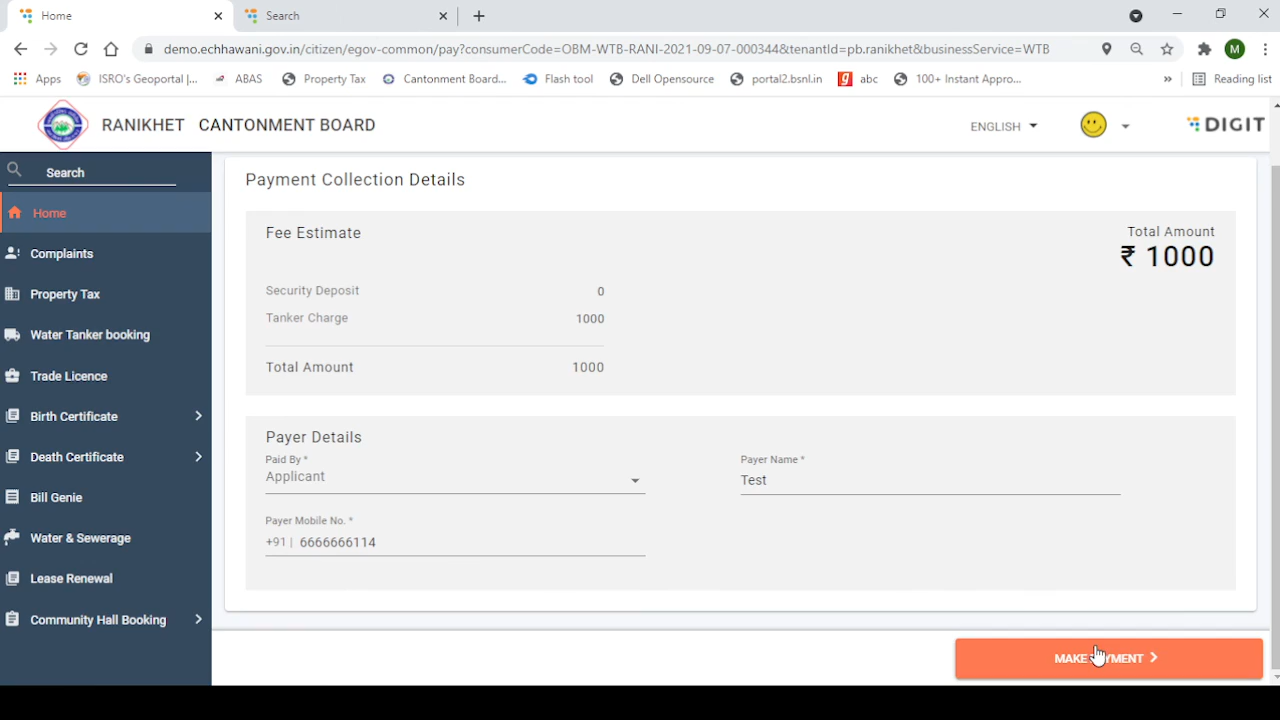 Home
Search
demo.echhawani.gov.in/citizen/egov-common/pay?consumerCode=OBM-WTB-RANI-2021-09-07-000344&tenantId=pb.ranikhet&businessService=WTB
M
Apps
ISRO's Geoportal |...
ABAS
Property Tax
Cantonment Board...
Flash tool
Dell Opensource
portal2.bsnl.in
g abc
100+ Instant Appro...
»
Reading list
RANIKHET CANTONMENT BOARD
ENGLISH
DIGIT
Search
Home
Complaints
Property Tax
Water Tanker booking
Trade Licence
Birth Certificate
Death Certificate
Bill Genie
Water & Sewerage
Lease Renewal
Community Hall Booking
Payment Collection Details
Fee Estimate
Total Amount
₹ 1000
Security Deposit 0
Tanker Charge 1000
Total Amount 1000
Payer Details
Paid By *
Applicant
Payer Name *
Test
Payer Mobile No. *
+91 | 6666666114
MAKE PAYMENT